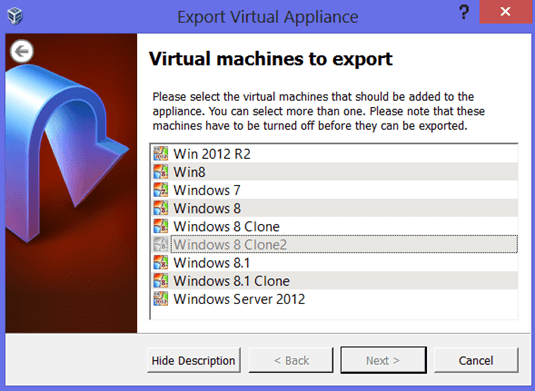 Export Virtual Appliance
?
Virtual machines to export
Please select the virtual machines that should be added to the
appliance. You can select more than one. Please note that these
machines have to be turned off before they can be exported.
Win 2012 R2
Win8
Windows 7
Windows 8
Windows 8 Clone
Windows 8 Clone2
Windows 8.1
Windows 8.1 Clone
Windows Server 2012
Hide Description
< Back
Next >
Cancel